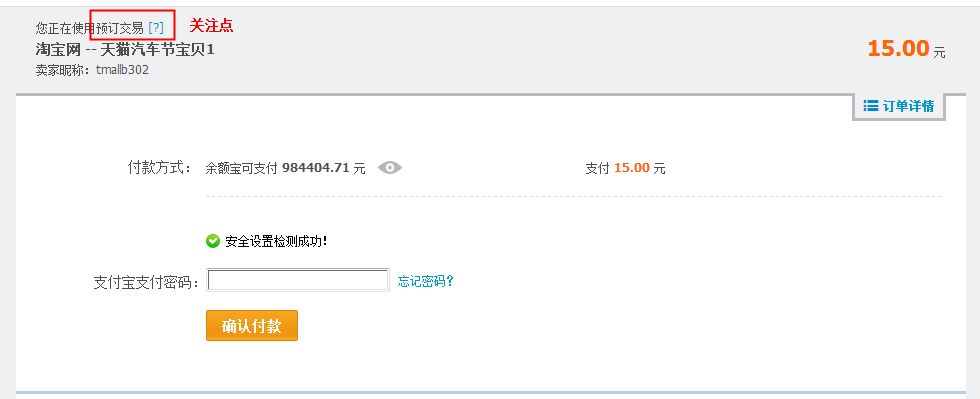 您正在使用预订交易 [?] 关注点
淘宝网 -- 天猫汽车节宝贝1
15.00 元
卖家昵称：tmallb302
订单详情
付款方式： 余额宝可支付 984404.71 元 支付 15.00 元
安全设置检测成功！
支付宝支付密码： 忘记密码？
确认付款